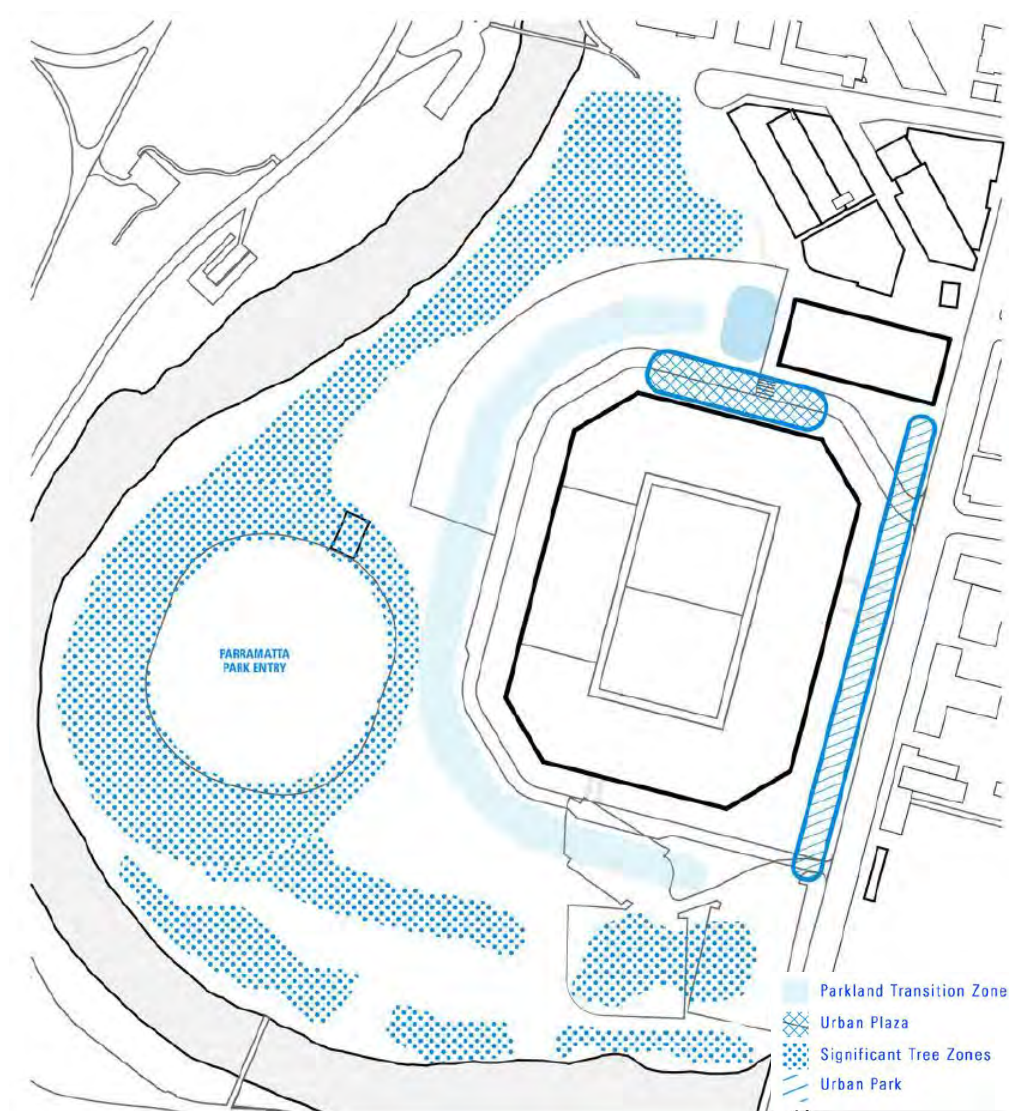 PARRAMATTA
PARK ENTRY
Parkland Transition Zone
Urban Plaza
Significant Tree Zones
Urban Park